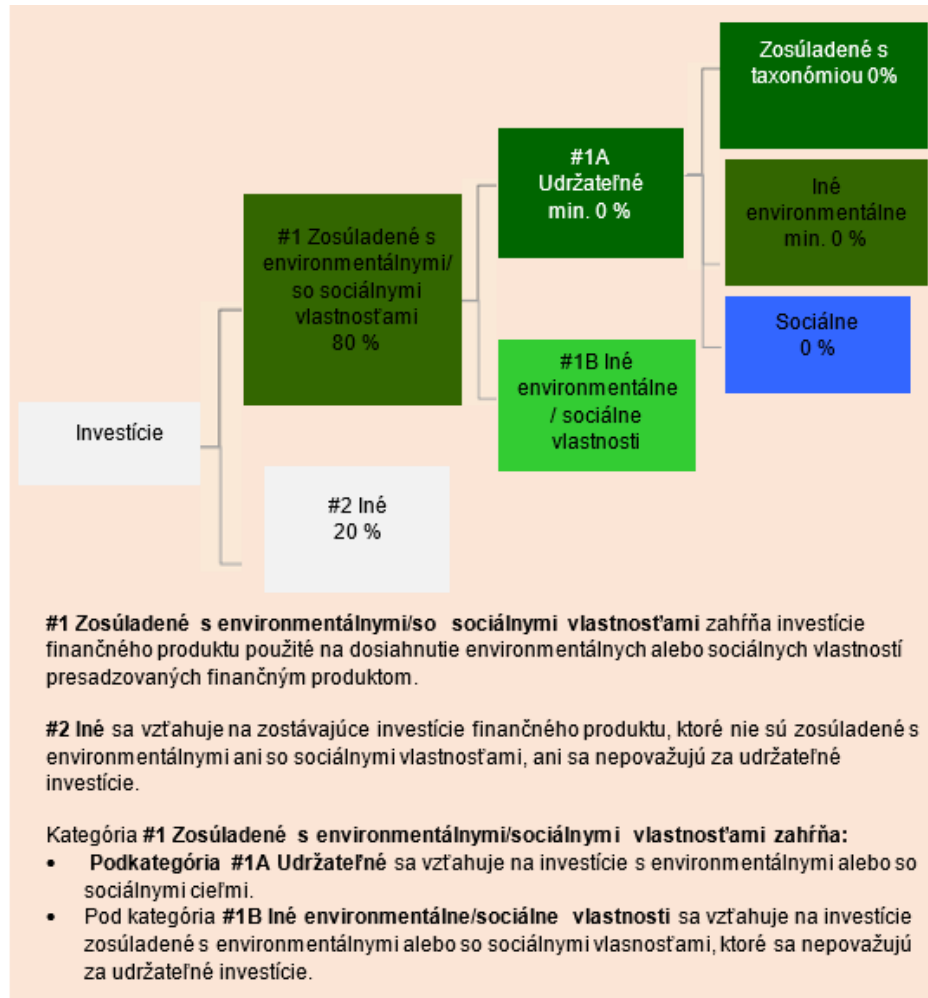 Zosúladené s
taxonómiou 0%
#1A
Udržateľné
min. 0 %
Iné
environmentálne
min. 0 %
#1 Zosúladené s
environmentálnymi/
so sociálnymi
vlastnosťami
80 %
Sociálne
0 %
#1B Iné
environmentálne
/ sociálne
vlastnosti
Investície
#2 Iné
20 %
#1 Zosúladené s environmentálnymi/so sociálnymi vlastnosťami zahŕňa investície
finančného produktu použité na dosiahnutie environmentálnych alebo sociálnych vlastností
presadzovaných finančným produktom.
#2 Iné sa vzťahuje na zostávajúce investície finančného produktu, ktoré nie sú zosúladené s
environmentálnymi ani so sociálnymi vlastnosťami, ani sa nepovažujú za udržateľné
investície.
Kategória #1 Zosúladené s environmentálnymi/sociálnymi vlastnosťami zahŕňa:
• Podkategória #1A Udržateľné sa vzťahuje na investície s environmentálnymi alebo so
sociálnymi cieľmi.
• Pod kategória #1B Iné environmentálne/sociálne vlastnosti sa vzťahuje na investície
zosúladené s environmentálnymi alebo so sociálnymi vlasnosťami, ktoré sa nepovažujú
za udržateľné investície.